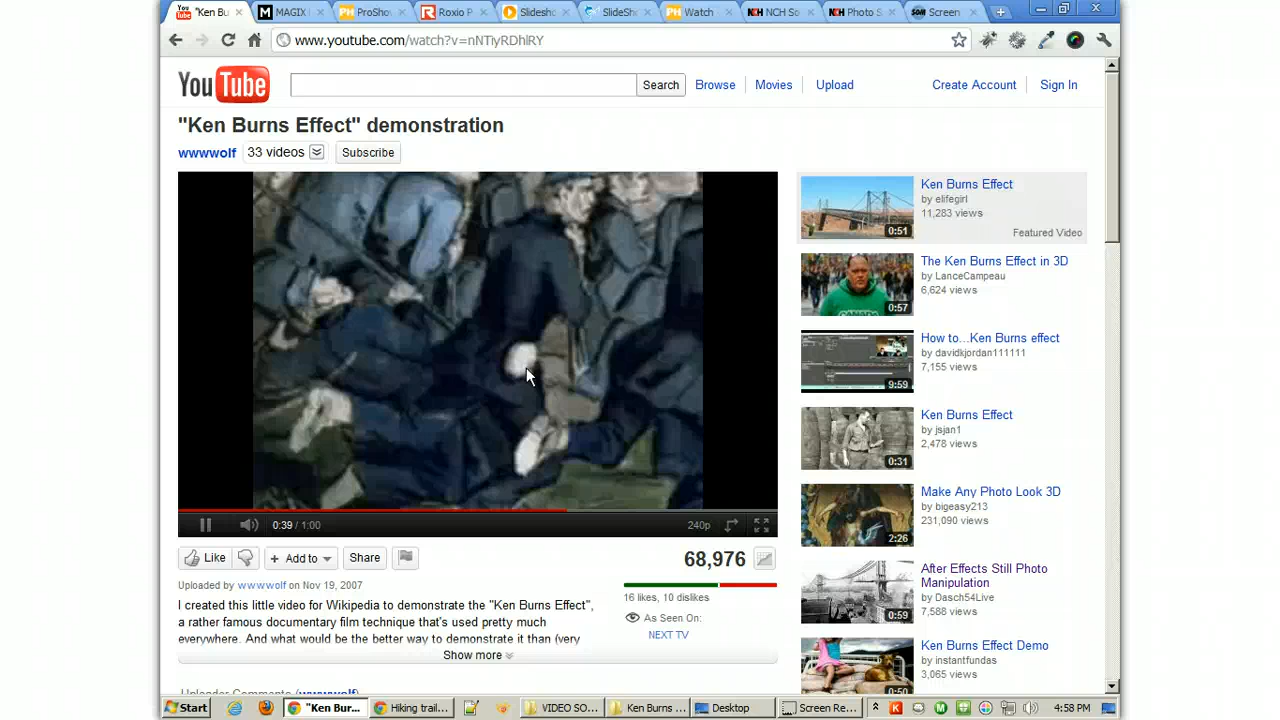 "Ken Bu
MAGIX
ProShow
Roxio P
Slidesho
SlideSho
Watch
NCH So
Photo S
Screen
www.youtube.com/watch?v=nNTiyRDhlRY
YouTube
Search
Browse
Movies
Upload
Create Account
Sign In
"Ken Burns Effect" demonstration
wwwwolf 33 videos Subscribe
0:39 / 1:00
240p
Like
Add to
Share
68,976
Uploaded by wwwwolf on Nov 19, 2007
I created this little video for Wikipedia to demonstrate the "Ken Burns Effect",
a rather famous documentary film technique that's used pretty much
everywhere. And what would be the better way to demonstrate it than (very
Show more
16 likes, 10 dislikes
As Seen On:
NEXT TV
Uploader Comments (wwwwolf)
Ken Burns Effect
by elifegirl
11,283 views
Featured Video
0:51
The Ken Burns Effect in 3D
by LanceCampeau
6,624 views
0:57
How to...Ken Burns effect
by davidkjordan111111
7,155 views
9:59
Ken Burns Effect
by jsjan1
2,478 views
0:31
Make Any Photo Look 3D
by bigeasy213
231,090 views
2:26
After Effects Still Photo
Manipulation
by Dasch54Live
7,588 views
0:59
Ken Burns Effect Demo
by instantfundas
3,065 views
0:50
Start
"Ken Bur...
Hiking trail...
VIDEO SO...
Ken Burns ...
Desktop
Screen Re...
4:58 PM